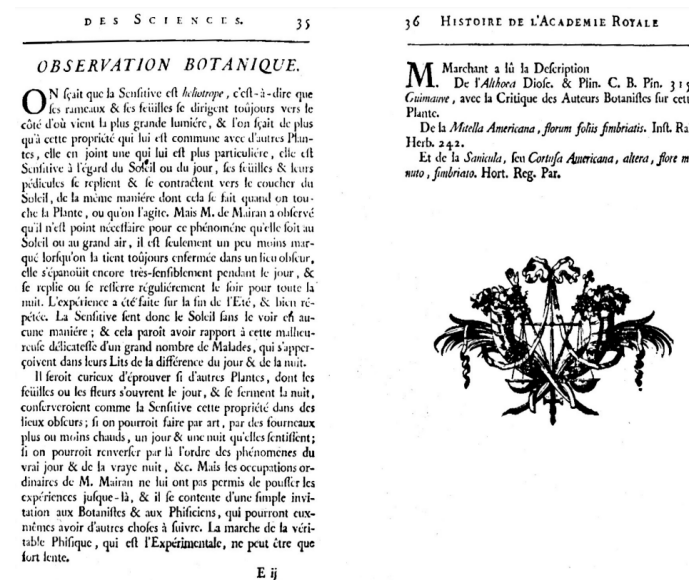 DES SCIENCES. 35
OBSERVATION BOTANIQUE.
ON ſçait que la Senſitive eſt heliotrope, c'eſt-à-dire que
ſes rameaux & ſes feüilles ſe dirigent toûjours vers le
côté d'où vient la plus grande lumiére, & l'on ſçait de plus
qu'à cette propriété qui lui eſt commune avec d'autres Plan-
tes, elle en joint une qui lui eſt plus particuliére, elle eſt
Senſitive à l'égard du Soleil ou du jour, ſes feüilles & leurs
pédicules ſe replient & ſe contractent vers le coucher du
Soleil, de la même maniére dont cela ſe fait quand on tou-
che la Plante, ou qu'on l'agite. Mais M. de Mairan a obſervé
qu'il n'eſt point néceſſaire pour ce phénoméne qu'elle ſoit au
Soleil ou au grand air, il eſt ſeulement un peu moins mar-
qué lorſqu'on la tient toûjours enfermée dans un lieu obſcur,
elle s'épanoüit encore très-ſenſiblement pendant le jour, &
ſe replie ou ſe reſſerre réguliérement le ſoir pour toute la
nuit. L'expérience a été faite ſur la fin de l'Eté, & bien ré-
pétée. La Senſitive ſent donc le Soleil ſans le voir en au-
cune maniére ; & cela paroît avoir rapport à cette malheu-
reuſe délicateſſe d'un grand nombre de Malades, qui s'apper-
çoivent dans leurs Lits de la différence du jour & de la nuit.
Il ſeroit curieux d'éprouver ſi d'autres Plantes, dont les
feüilles ou les fleurs s'ouvrent le jour, & ſe ferment la nuit,
conſerveroient comme la Senſitive cette propriété dans des
lieux obſcurs ; ſi on pourroit faire par art, par des fourneaux
plus ou moins chauds, un jour & une nuit qu'elles ſentiſſent ;
ſi on pourroit renverſer par là l'ordre des phénoménes du
vrai jour & de la vraye nuit, &c. Mais les occupations or-
dinaires de M. Mairan ne lui ont pas permis de pouſſer les
expériences juſque-là, & il ſe contente d'une ſimple invi-
tation aux Botaniſtes & aux Phiſiciens, qui pourront eux-
mêmes avoir d'autres choſes à ſuivre. La marche de la véri-
table Phiſique, qui eſt l'Expérimentale, ne peut être que
fort lente.
E ij
36 HISTOIRE DE L'ACADEMIE ROYALE
M. Marchant a lû la Deſcription
De l'Althœa Dioſc. & Plin. C. B. Pin. 315
Guimauve, avec la Critique des Auteurs Botaniſtes ſur cett
Plante.
De la Mitella Americana, florum foliis fimbriatis. Inſt. Ra
Herb. 242.
Et de la Sanicula, ſeu Cortuſa Americana, altera, flore m
nuto, fimbriato. Hort. Reg. Par.